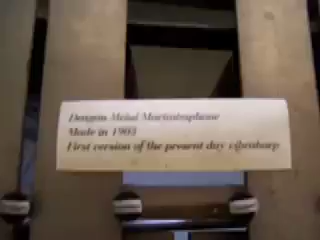 Deagan Metal Marimbaphone
Made in 1903
First version of the present day vibraharp